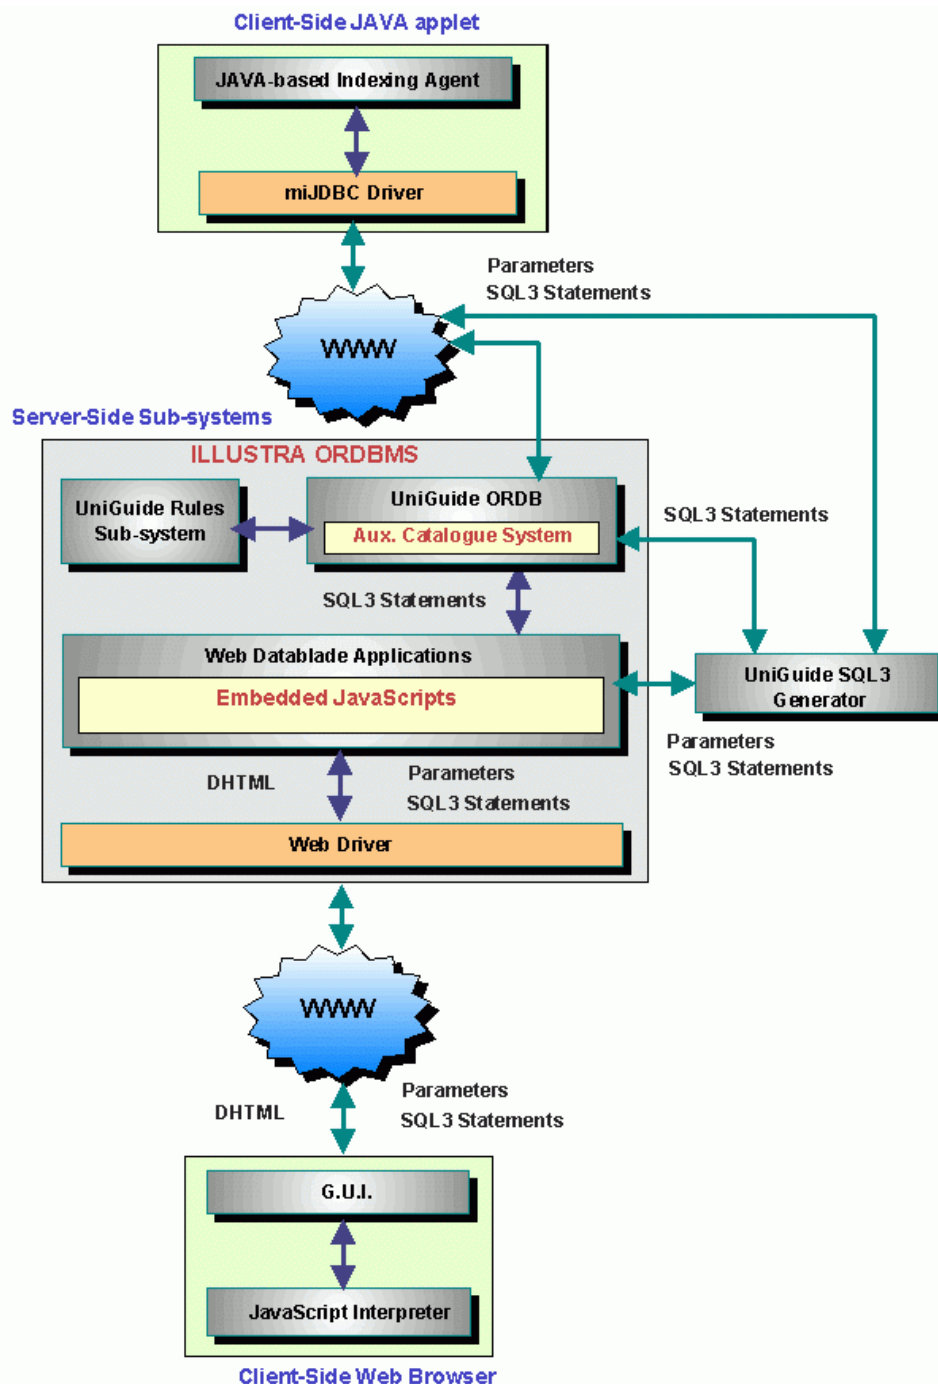 Client-Side JAVA applet
JAVA-based Indexing Agent
miJDBC Driver
Parameters
SQL3 Statements
WWW
Server-Side Sub-systems
ILLUSTRA ORDBMS
UniGuide Rules
Sub-system
UniGuide ORDB
Aux. Catalogue System
SQL3 Statements
SQL3 Statements
Web Datablade Applications
Embedded JavaScripts
UniGuide SQL3
Generator
Parameters
SQL3 Statements
DHTML
Parameters
SQL3 Statements
Web Driver
WWW
DHTML
Parameters
SQL3 Statements
G.U.I.
JavaScript Interpreter
Client-Side Web Browser